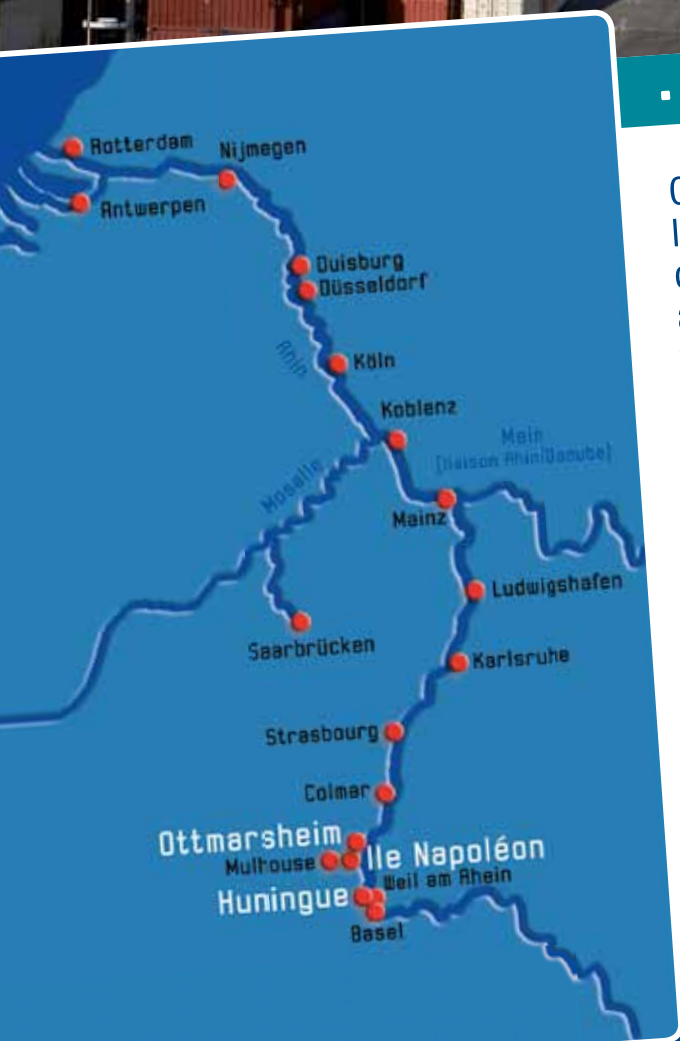 Rotterdam
Nijmegen
Antwerpen
Duisburg
Düsseldorf
Rhin
Köln
Koblenz
Main
(liaison Rhin/Danube)
Moselle
Mainz
Ludwigshafen
Saarbrücken
Karlsruhe
Strasbourg
Colmar
Ottmarsheim
Mulhouse
Ile Napoléon
Weil am Rhein
Huningue
Basel